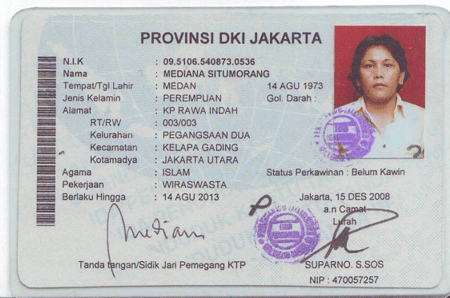 PROVINSI DKI JAKARTA
N.I.K : 09.5106.540873.0536
Nama : MEDIANA SITUMORANG
Tempat/Tgl Lahir : MEDAN 14 AGU 1973
Jenis Kelamin : PEREMPUAN Gol. Darah :
Alamat : KP RAWA INDAH
RT/RW : 003/003
Kelurahan : PEGANGSAAN DUA
Kecamatan : KELAPA GADING
Kotamadya : JAKARTA UTARA
Agama : ISLAM Status Perkawinan : Belum Kawin
Pekerjaan : WIRASWASTA
Berlaku Hingga : 14 AGU 2013 Jakarta, 15 DES 2008
a.n Camat
Lurah
Tanda tangan/Sidik Jari Pemegang KTP SUPARNO. S.SOS
NIP : 470057257